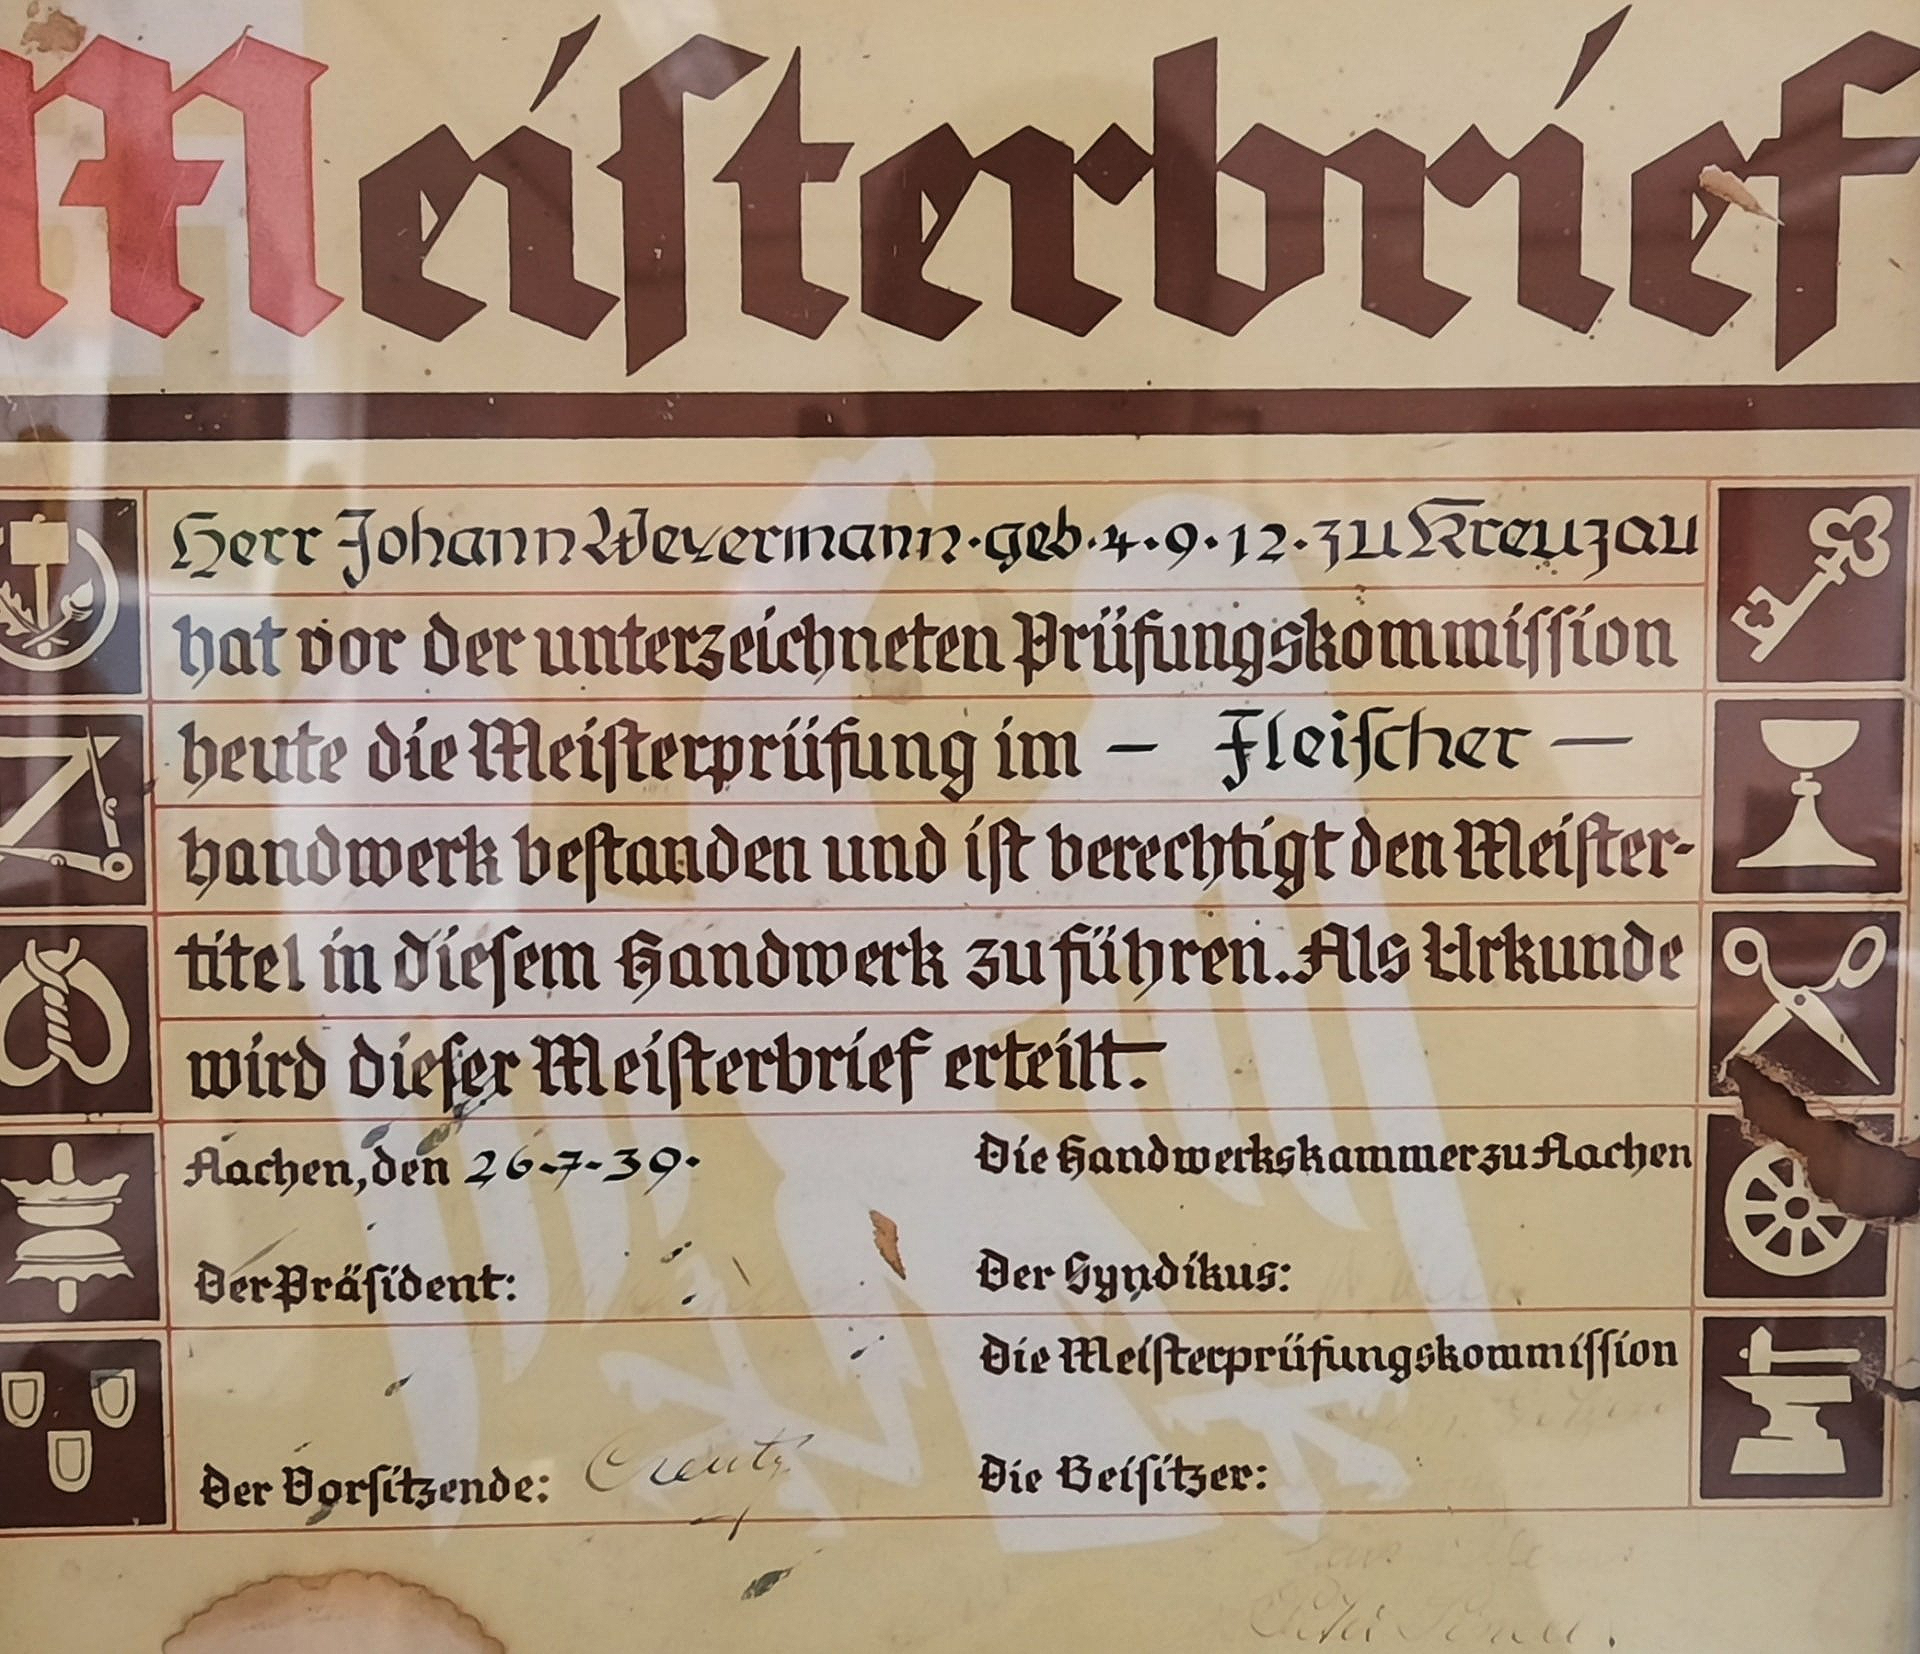 Meisterbrief
Herr Johann Weyermann·geb·4·9·12·zu Kreuzau
hat vor der unterzeichneten Prüfungskommission
heute die Meisterprüfung im — Fleischer —
handwerk bestanden und ist berechtigt den Meister-
titel in diesem Handwerk zu führen. Als Urkunde
wird dieser Meisterbrief erteilt.
Aachen, den 26·7·39·
Die Handwerkskammer zu Aachen
Der Präsident:
Der Syndikus:
Die Meisterprüfungskommission
Der Vorsitzende: Creutz
Die Beisitzer: